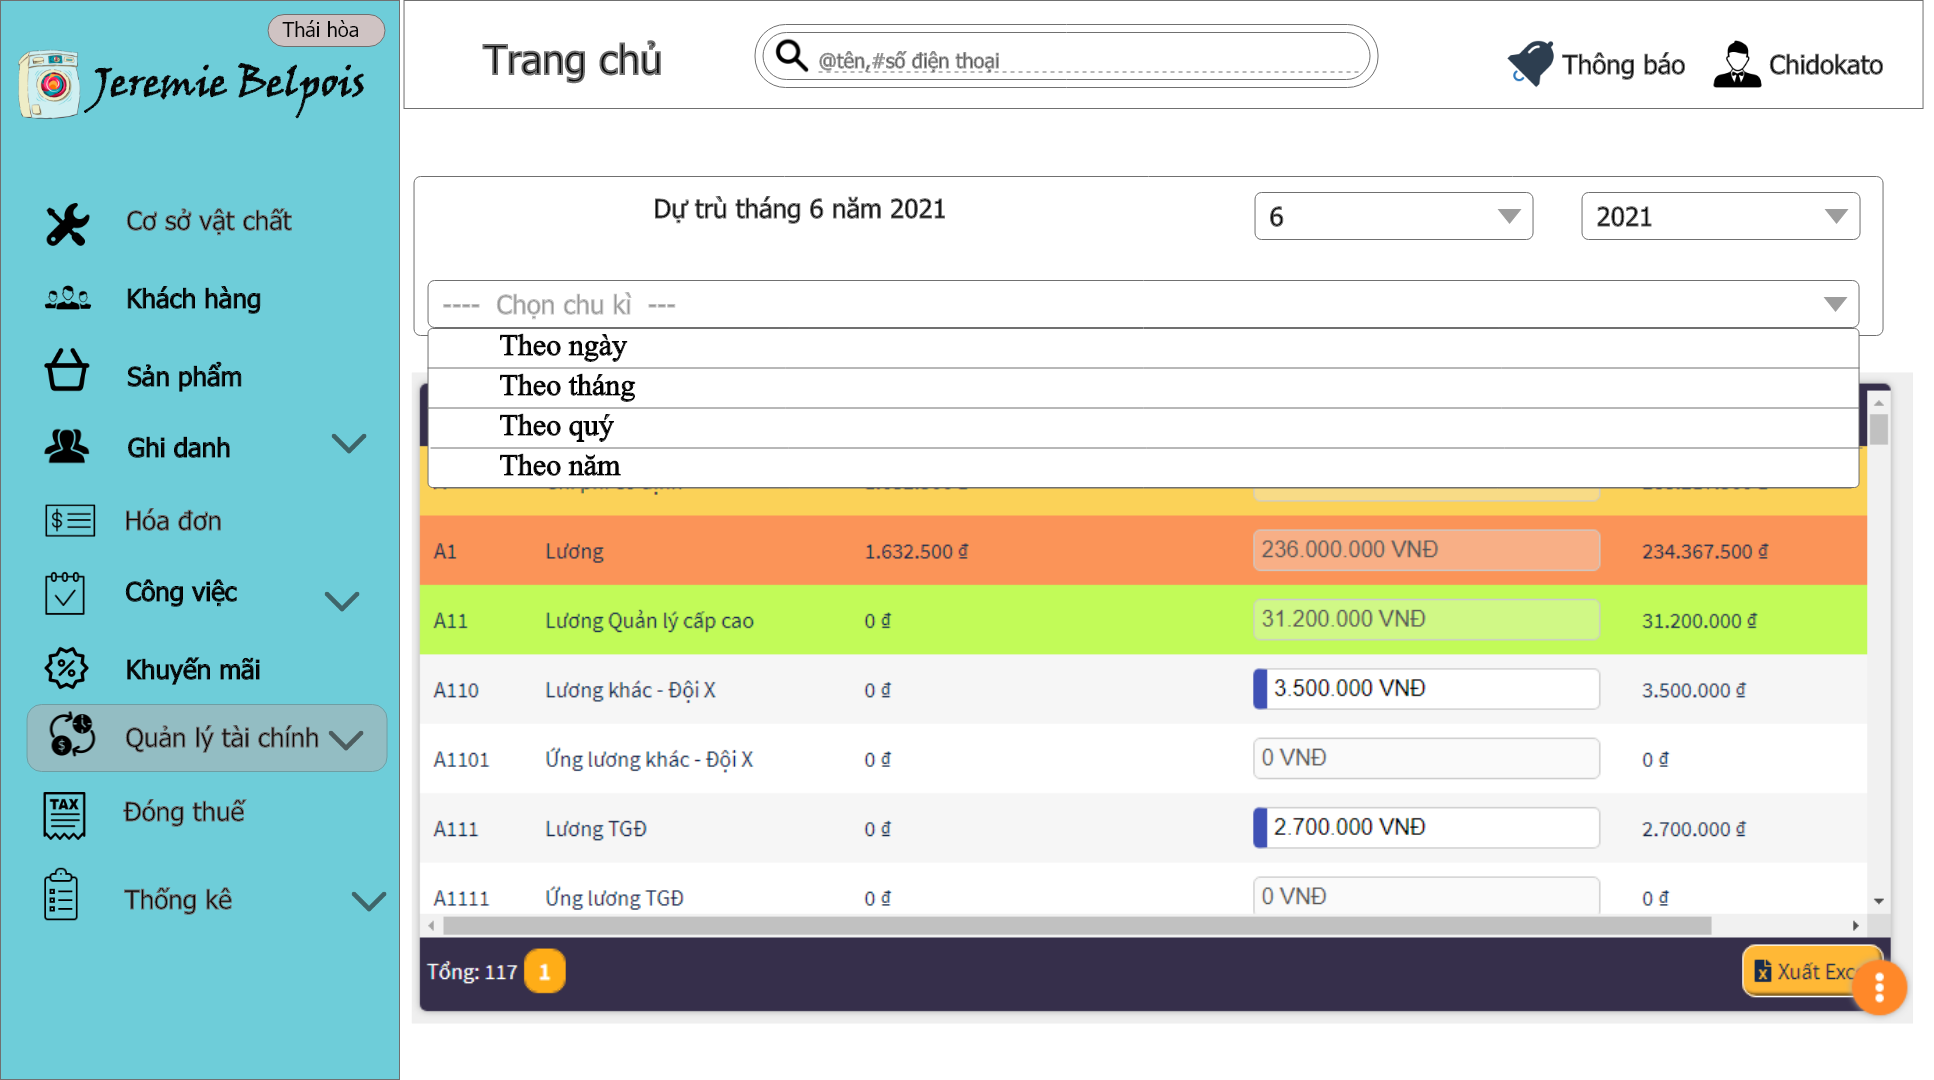 Thái hòa
Jeremie Belpois
Cơ sở vật chất
Khách hàng
Sản phẩm
Ghi danh
Hóa đơn
Công việc
Khuyến mãi
Quản lý tài chính
TAX
Đóng thuế
Thống kê
Trang chủ
@tên,#số điện thoại
Thông báo
Chidokato
Dự trù tháng 6 năm 2021
6
2021
---- Chọn chu kì ---
Theo ngày
Theo tháng
Theo quý
Theo năm
A1 Lương 1.632.500 ₫ 236.000.000 VNĐ 234.367.500 ₫
A11 Lương Quản lý cấp cao 0 ₫ 31.200.000 VNĐ 31.200.000 ₫
A110 Lương khác - Đội X 0 ₫ 3.500.000 VNĐ 3.500.000 ₫
A1101 Ứng lương khác - Đội X 0 ₫ 0 VNĐ 0 ₫
A111 Lương TGĐ 0 ₫ 2.700.000 VNĐ 2.700.000 ₫
A1111 Ứng lương TGĐ 0 ₫ 0 VNĐ 0 ₫
Tổng: 117 1
Xuất Exc